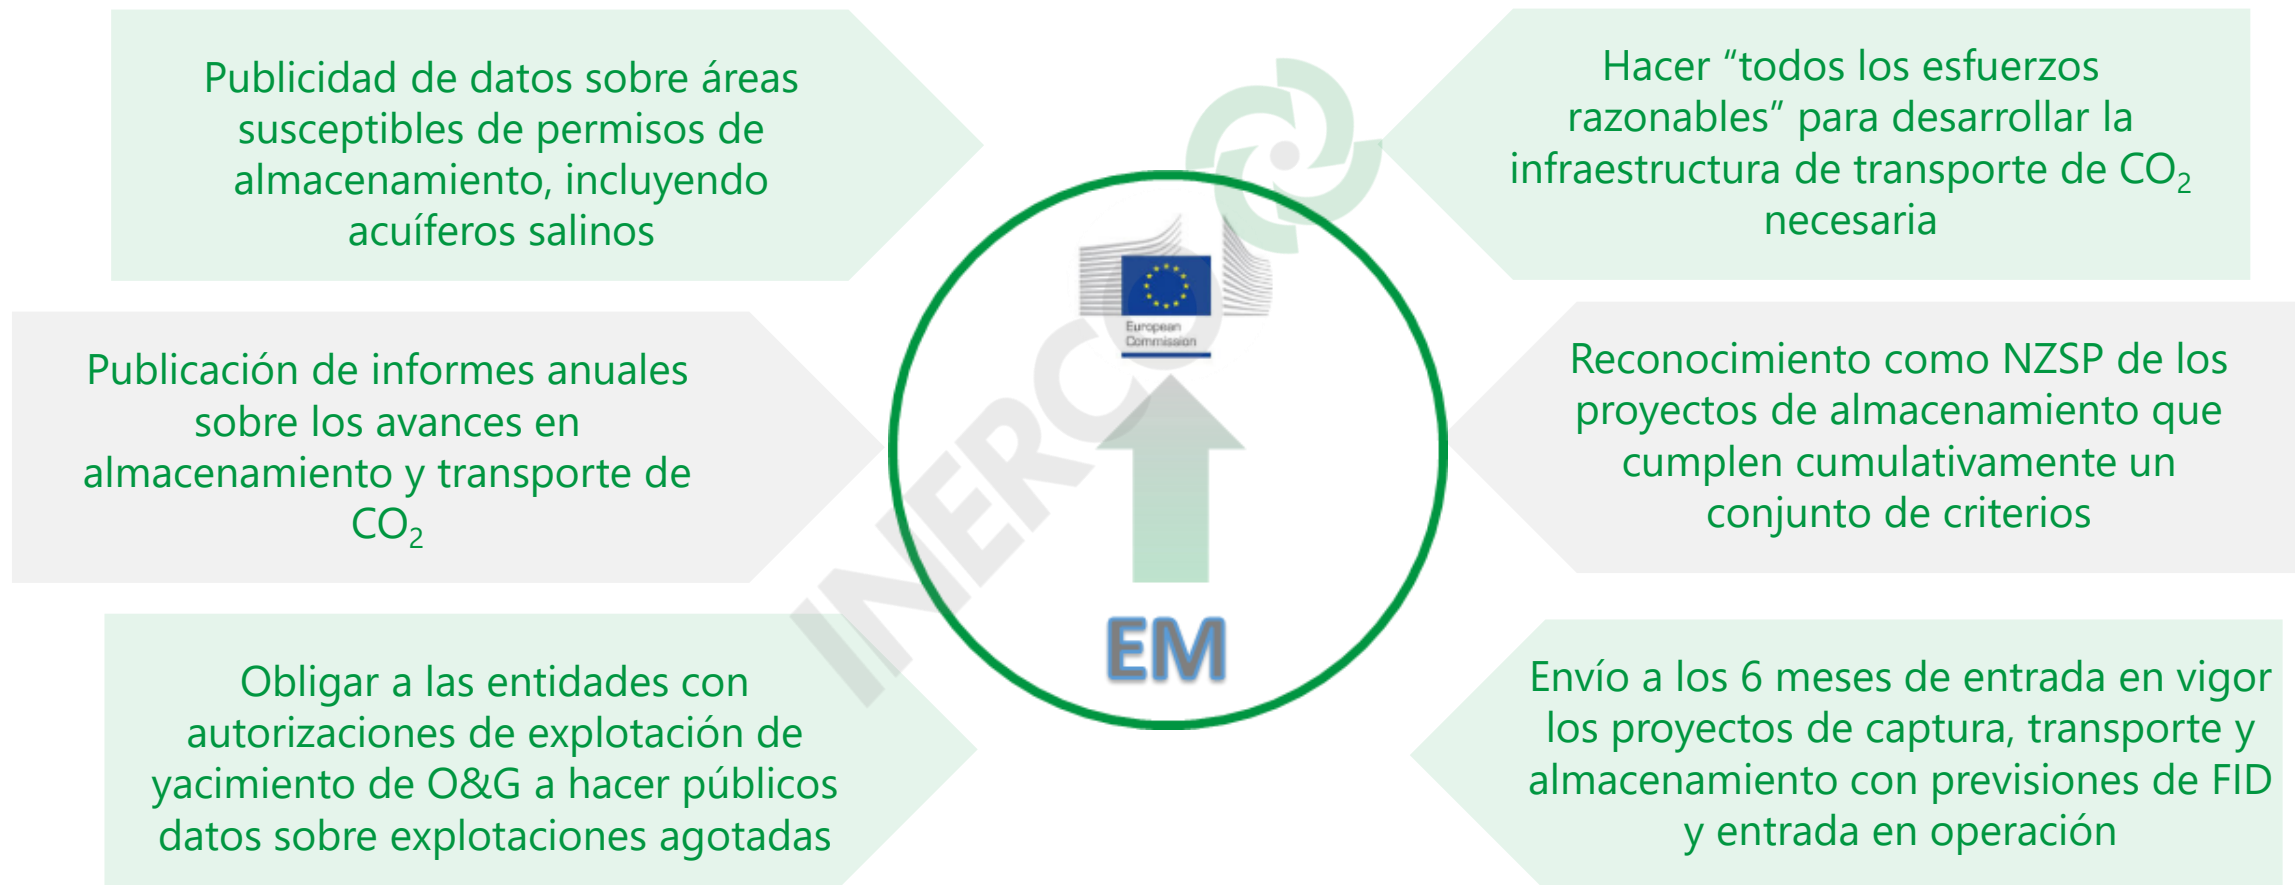 Publicidad de datos sobre áreas
susceptibles de permisos de
almacenamiento, incluyendo
acuíferos salinos
Publicación de informes anuales
sobre los avances en
almacenamiento y transporte de
CO₂
Obligar a las entidades con
autorizaciones de explotación de
yacimiento de O&G a hacer públicos
datos sobre explotaciones agotadas
European
Commission
EM
INERCO
Hacer “todos los esfuerzos
razonables” para desarrollar la
infraestructura de transporte de CO₂
necesaria
Reconocimiento como NZSP de los
proyectos de almacenamiento que
cumplen cumulativamente un
conjunto de criterios
Envío a los 6 meses de entrada en vigor
los proyectos de captura, transporte y
almacenamiento con previsiones de FID
y entrada en operación